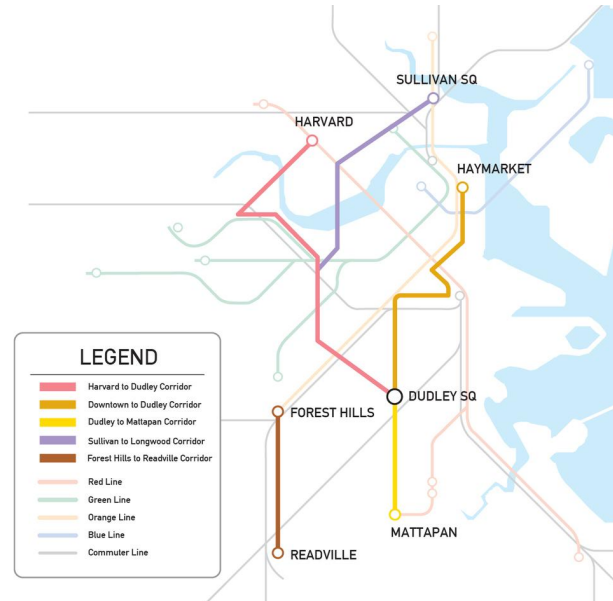 SULLIVAN SQ
HARVARD
HAYMARKET
LEGEND
Harvard to Dudley Corridor
Downtown to Dudley Corridor
Dudley to Mattapan Corridor
Sullivan to Longwood Corridor
Forest Hills to Readville Corridor
Red Line
Green Line
Orange Line
Blue Line
Commuter Line
DUDLEY SQ
FOREST HILLS
MATTAPAN
READVILLE